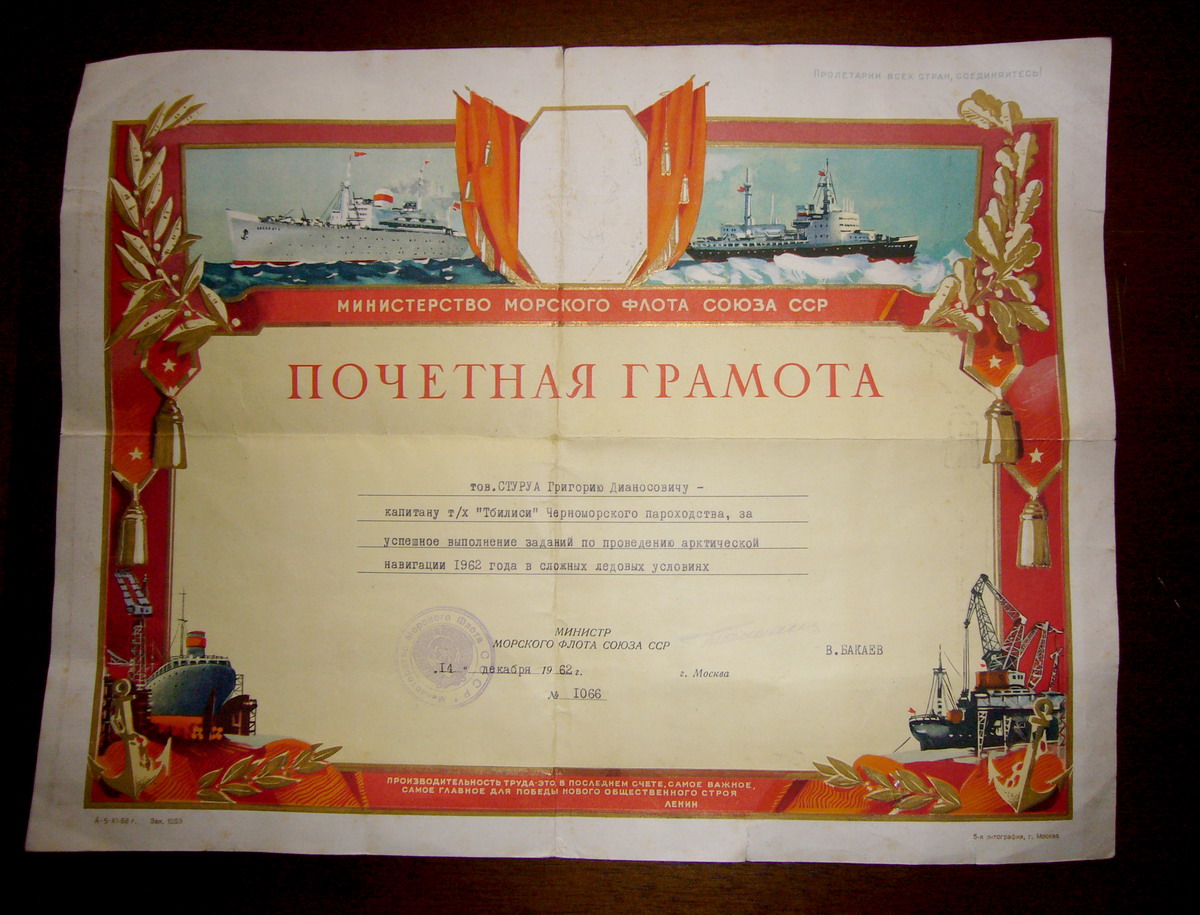 ПРОЛЕТАРИИ ВСЕХ СТРАН, СОЕДИНЯЙТЕСЬ!
МИНИСТЕРСТВО МОРСКОГО ФЛОТА СОЮЗА ССР
ПОЧЕТНАЯ ГРАМОТА
тов.СТУРУА Григорию Дианосовичу –
капитану т/х "Тбилиси" Черноморского пароходства, за
успешное выполнение заданий по проведению арктической
навигации 1962 года в сложных ледовых условиях
МИНИСТР
МОРСКОГО ФЛОТА СОЮЗА ССР
В.БАКАЕВ
„14" декабря 1962 г. г. Москва
№ 1066
Морского Флота
ПРОИЗВОДИТЕЛЬНОСТЬ ТРУДА-ЭТО, В ПОСЛЕДНЕМ СЧЕТЕ, САМОЕ ВАЖНОЕ,
САМОЕ ГЛАВНОЕ ДЛЯ ПОБЕДЫ НОВОГО ОБЩЕСТВЕННОГО СТРОЯ
ЛЕНИН
Зак.
г. Москва